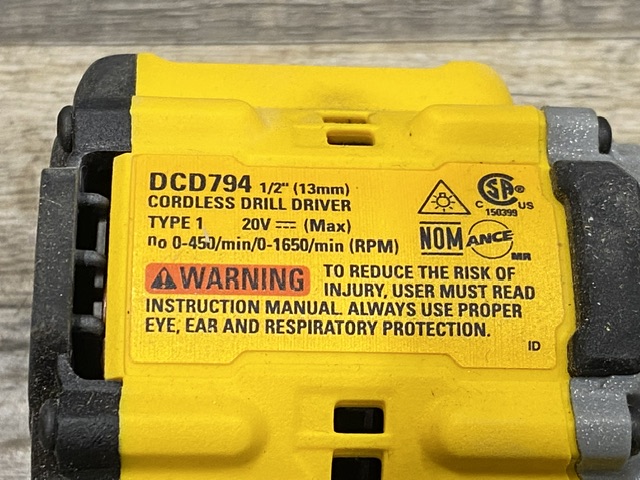 DCD794 1/2" (13mm)
CORDLESS DRILL DRIVER
TYPE 1 20V ⎓ (Max)
no 0-450/min/0-1650/min (RPM)
SA®
C US
150399
NOM
ANCE
MR
⚠WARNING TO REDUCE THE RISK OF
INJURY, USER MUST READ
INSTRUCTION MANUAL. ALWAYS USE PROPER
EYE, EAR AND RESPIRATORY PROTECTION.
ID